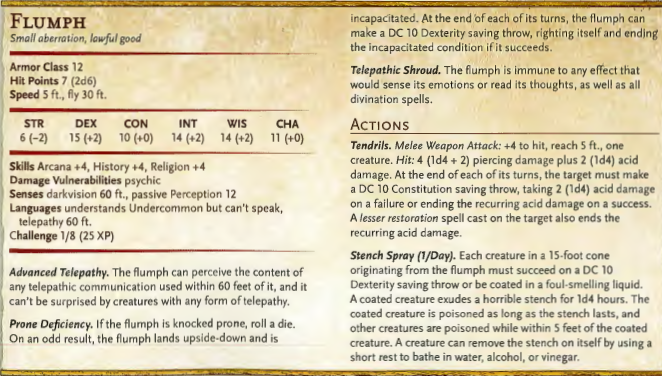 FLUMPH
Small aberration, lawful good
Armor Class 12
Hit Points 7 (2d6)
Speed 5 ft., fly 30 ft.
STR DEX CON INT WIS CHA
6 (−2) 15 (+2) 10 (+0) 14 (+2) 14 (+2) 11 (+0)
Skills Arcana +4, History +4, Religion +4
Damage Vulnerabilities psychic
Senses darkvision 60 ft., passive Perception 12
Languages understands Undercommon but can't speak,
telepathy 60 ft.
Challenge 1/8 (25 XP)
Advanced Telepathy. The flumph can perceive the content of
any telepathic communication used within 60 feet of it, and it
can't be surprised by creatures with any form of telepathy.
Prone Deficiency. If the flumph is knocked prone, roll a die.
On an odd result, the flumph lands upside-down and is
incapacitated. At the end of each of its turns, the flumph can
make a DC 10 Dexterity saving throw, righting itself and ending
the incapacitated condition if it succeeds.
Telepathic Shroud. The flumph is immune to any effect that
would sense its emotions or read its thoughts, as well as all
divination spells.
ACTIONS
Tendrils. Melee Weapon Attack: +4 to hit, reach 5 ft., one
creature. Hit: 4 (1d4 + 2) piercing damage plus 2 (1d4) acid
damage. At the end of each of its turns, the target must make
a DC 10 Constitution saving throw, taking 2 (1d4) acid damage
on a failure or ending the recurring acid damage on a success.
A lesser restoration spell cast on the target also ends the
recurring acid damage.
Stench Spray (1/Day). Each creature in a 15-foot cone
originating from the flumph must succeed on a DC 10
Dexterity saving throw or be coated in a foul-smelling liquid.
A coated creature exudes a horrible stench for 1d4 hours. The
coated creature is poisoned as long as the stench lasts, and
other creatures are poisoned while within 5 feet of the coated
creature. A creature can remove the stench on itself by using a
short rest to bathe in water, alcohol, or vinegar.